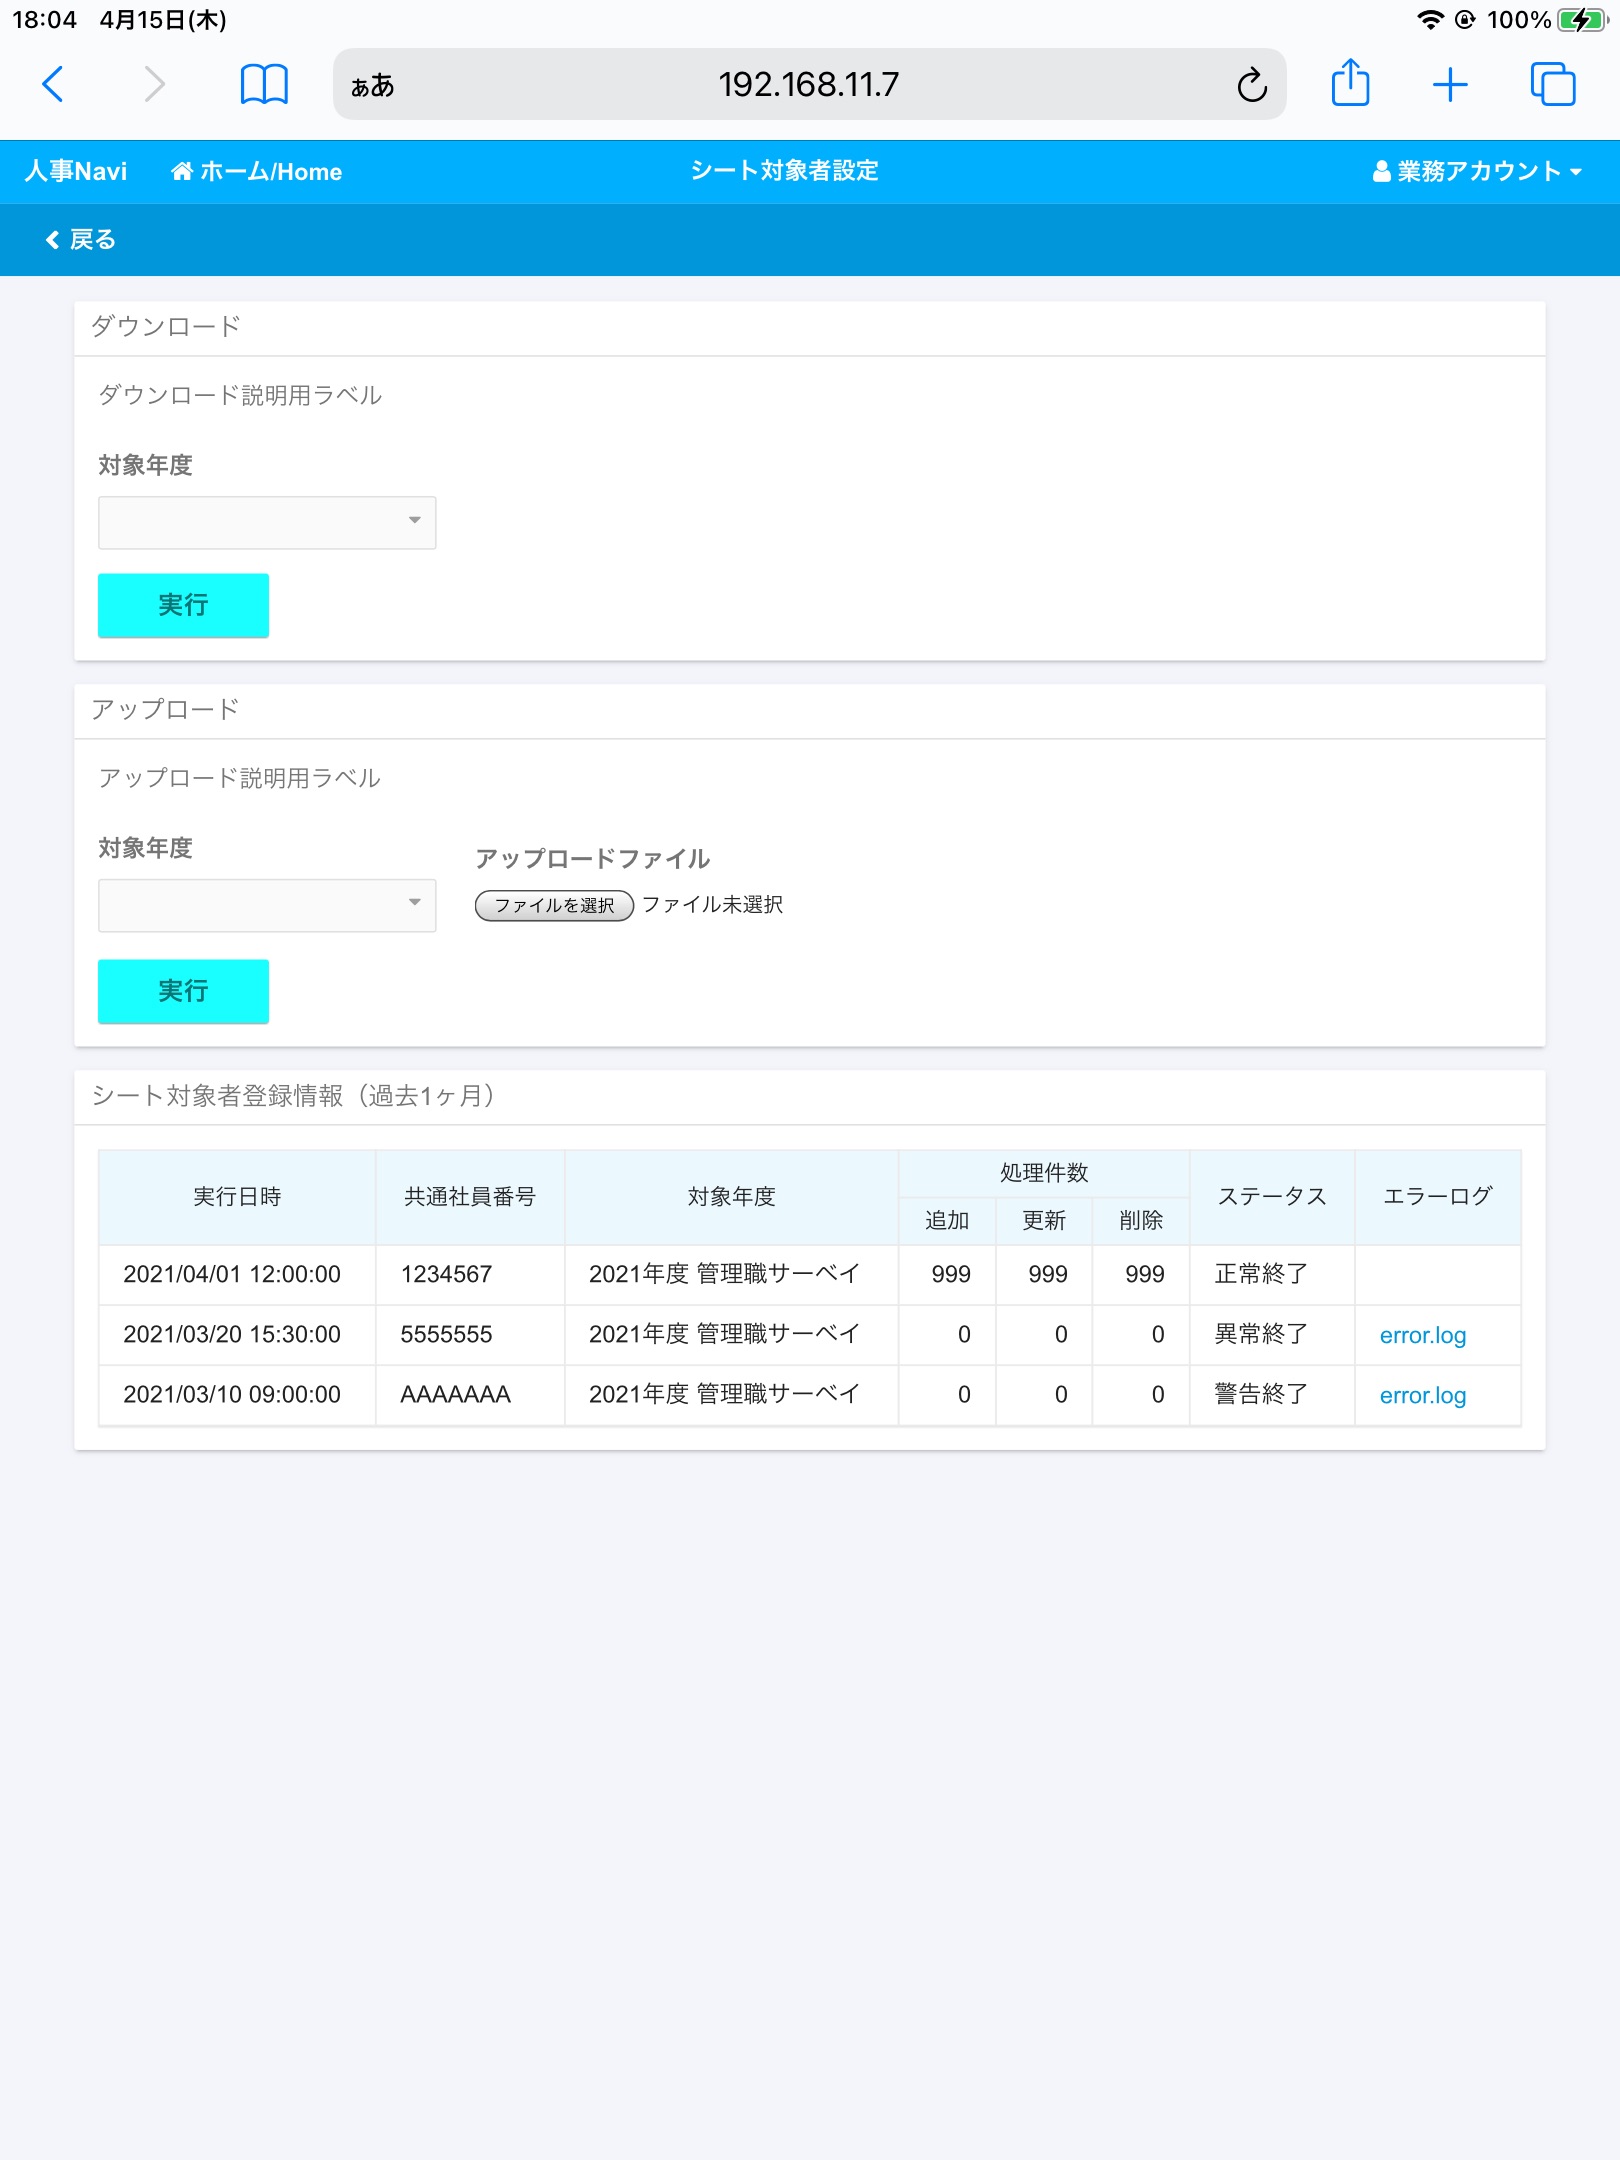 18:04 4月15日(木) 100%
ぁあ 192.168.11.7
人事Navi ホーム/Home シート対象者設定 業務アカウント
戻る
ダウンロード
ダウンロード説明用ラベル
対象年度
実行
アップロード
アップロード説明用ラベル
対象年度 アップロードファイル
ファイルを選択 ファイル未選択
実行
シート対象者登録情報（過去1ヶ月）
実行日時 共通社員番号 対象年度 処理件数 ステータス エラーログ
追加 更新 削除
2021/04/01 12:00:00 1234567 2021年度 管理職サーベイ 999 999 999 正常終了
2021/03/20 15:30:00 5555555 2021年度 管理職サーベイ 0 0 0 異常終了 error.log
2021/03/10 09:00:00 AAAAAAA 2021年度 管理職サーベイ 0 0 0 警告終了 error.log